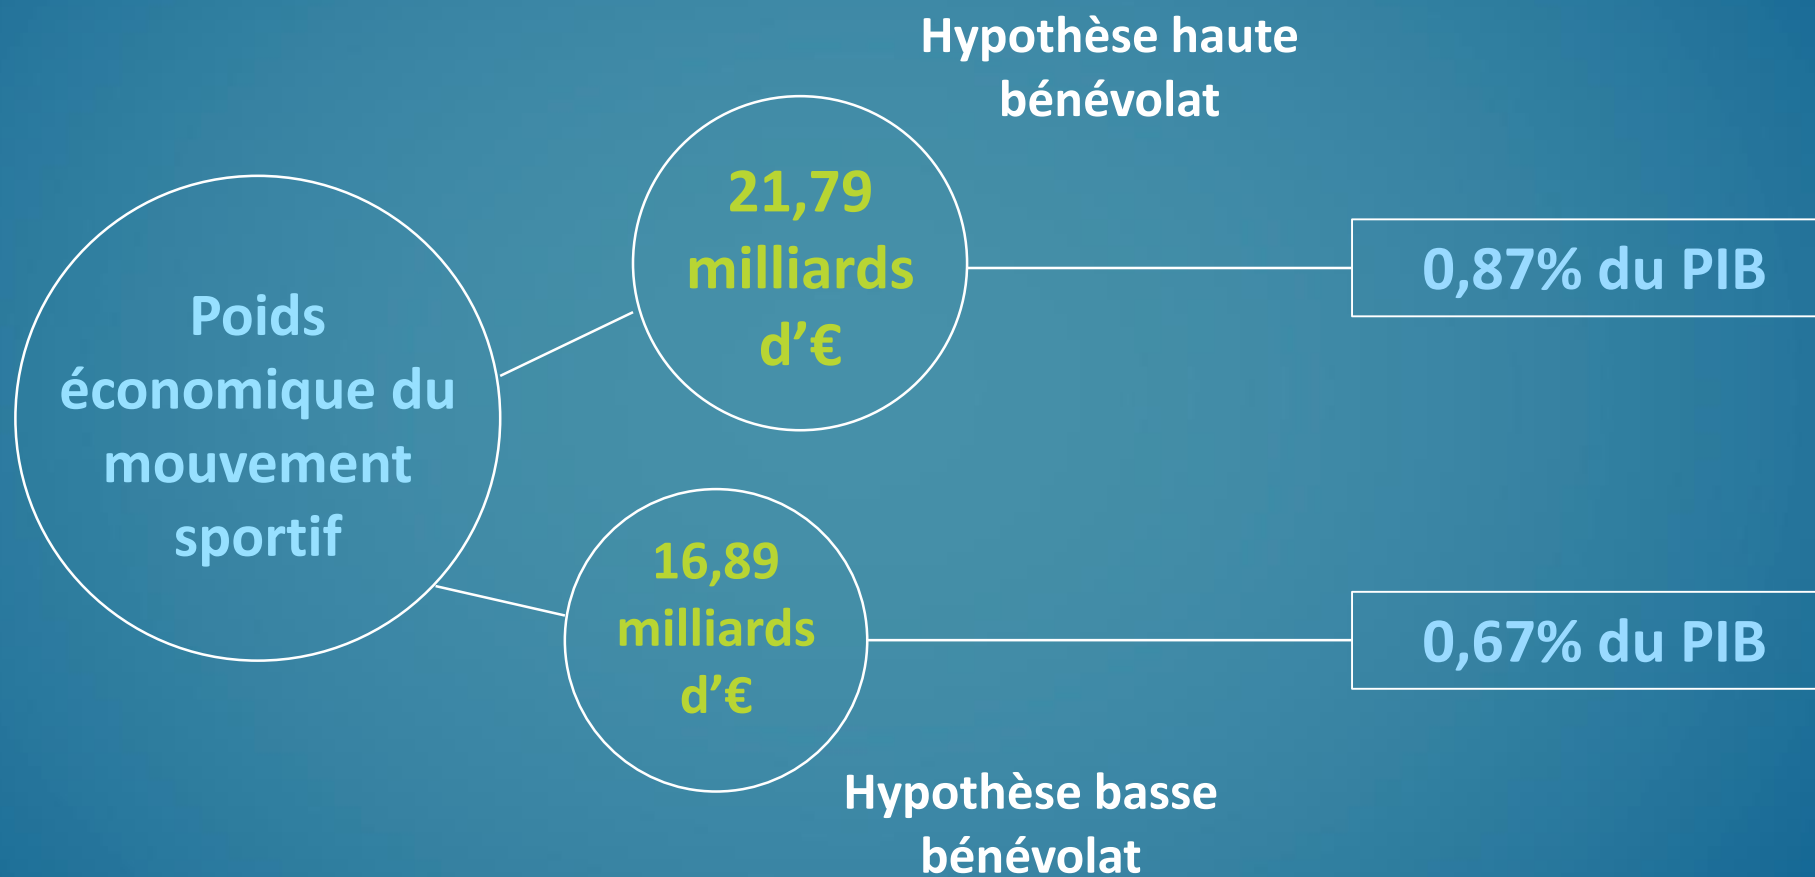 Hypothèse haute
bénévolat
21,79
milliards
d’€
0,87% du PIB
Poids
économique du
mouvement
sportif
16,89
milliards
d’€
0,67% du PIB
Hypothèse basse
bénévolat